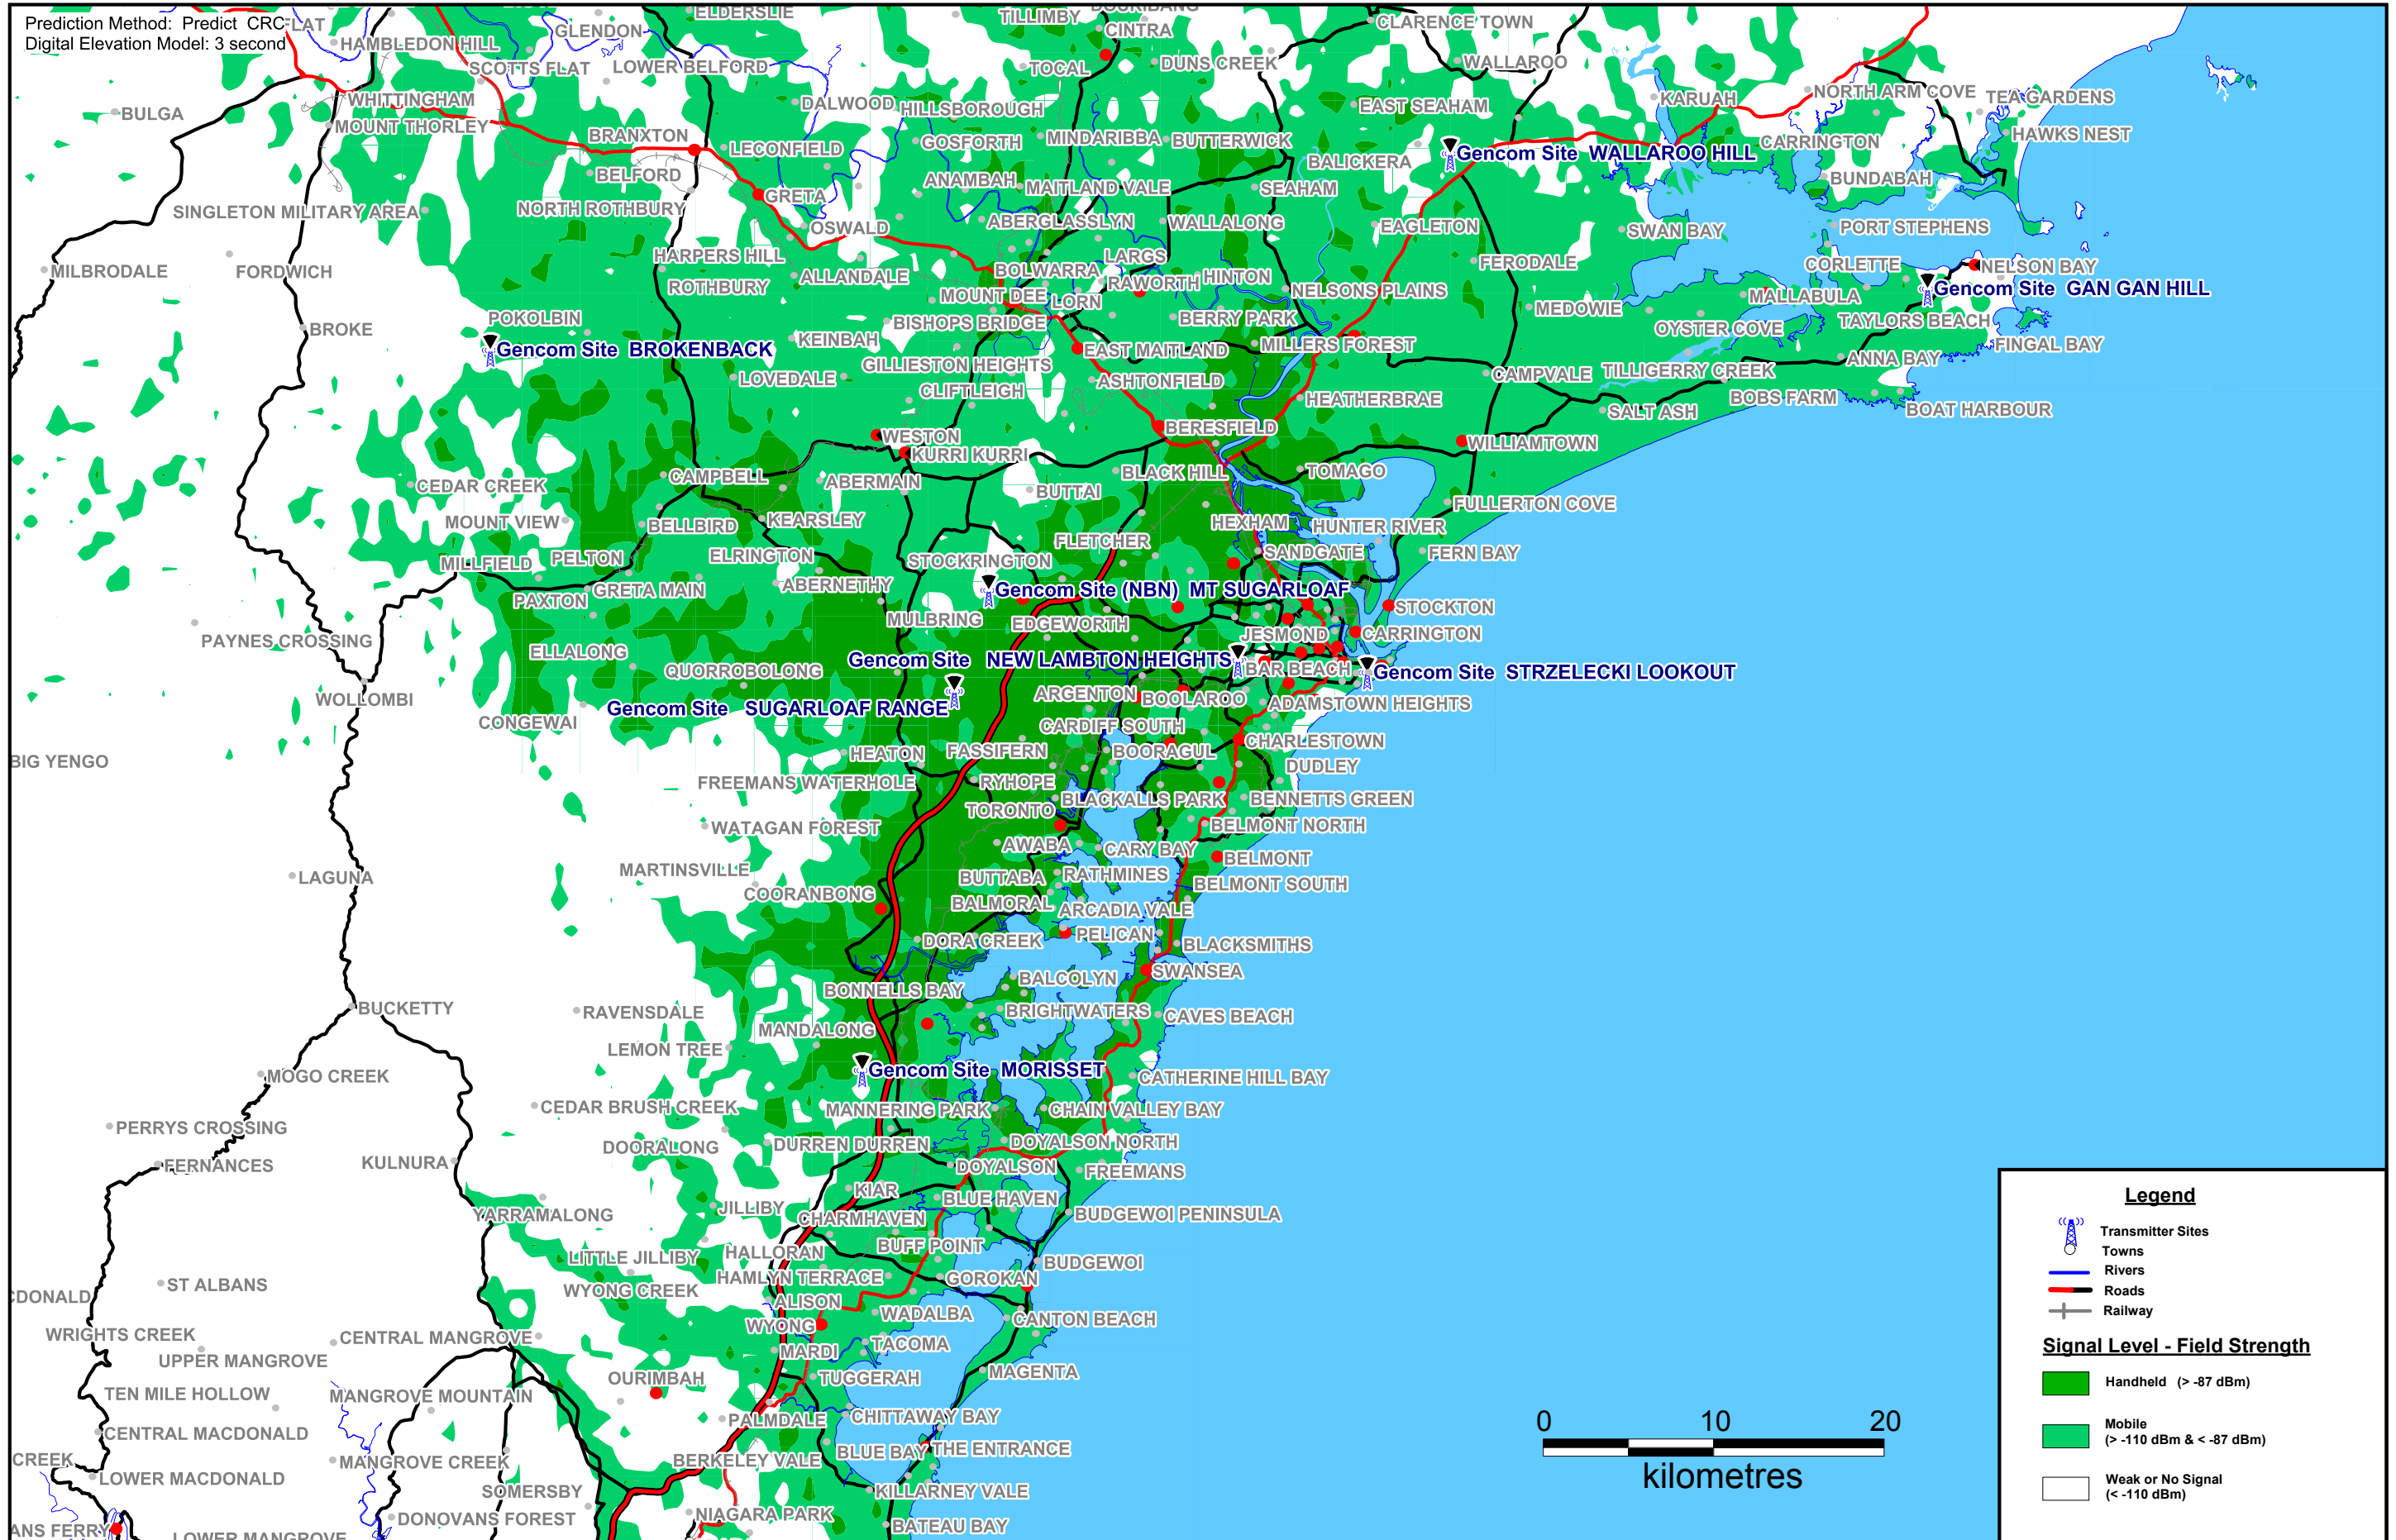 Prediction Method: Predict CRC
Digital Elevation Model: 3 second
FLAT
ELDERSLIE
TILLIMBY
CINTRA
CLARENCE TOWN
HAMBLEDON HILL
GLENDON
SCOTTS FLAT
LOWER BELFORD
TOCAL
DUNS CREEK
WALLAROO
BULGA
WHITTINGHAM
DALWOOD
HILLSBOROUGH
EAST SEAHAM
KARUAH
NORTH ARM COVE
TEA GARDENS
MOUNT THORLEY
BRANXTON
LECONFIELD
GOSFORTH
MINDARIBBA
BUTTERWICK
CARRINGTON
HAWKS NEST
BALICKERA
Gencom Site WALLAROO HILL
BELFORD
ANAMBAH
MAITLAND VALE
SEAHAM
BUNDABAH
SINGLETON MILITARY AREA
NORTH ROTHBURY
GRETA
OSWALD
ABERGLASSLYN
WALLALONG
EAGLETON
SWAN BAY
PORT STEPHENS
MILBRODALE
FORDWICH
HARPERS HILL
ALLANDALE
BOLWARRA
LARGS
HINTON
FERODALE
CORLETTE
NELSON BAY
ROTHBURY
MOUNT DEE
LORN
RAWORTH
NELSONS PLAINS
MALLABULA
Gencom Site GAN GAN HILL
BROKE
POKOLBIN
BISHOPS BRIDGE
BERRY PARK
MEDOWIE
OYSTER COVE
TAYLORS BEACH
Gencom Site BROKENBACK
KEINBAH
EAST MAITLAND
MILLERS FOREST
FINGAL BAY
LOVEDALE
GILLIESTON HEIGHTS
ASHTONFIELD
CAMPVALE
TILLIGERRY CREEK
ANNA BAY
CLIFTLEIGH
HEATHERBRAE
SALT ASH
BOBS FARM
BOAT HARBOUR
WESTON
KURRI KURRI
BERESFIELD
WILLIAMTOWN
CEDAR CREEK
CAMPBELL
ABERMAIN
BUTTAI
BLACK HILL
TOMAGO
FULLERTON COVE
MOUNT VIEW
BELLBIRD
KEARSLEY
HEXHAM
HUNTER RIVER
MILLFIELD
PELTON
ELRINGTON
STOCKRINGTON
FLETCHER
SANDGATE
FERN BAY
PAXTON
GRETA MAIN
ABERNETHY
Gencom Site (NBN) MT SUGARLOAF
STOCKTON
PAYNES CROSSING
MULBRING
EDGEWORTH
JESMOND
CARRINGTON
ELLALONG
QUORROBOLONG
Gencom Site NEW LAMBTON HEIGHTS
BAR BEACH
Gencom Site STRZELECKI LOOKOUT
WOLLOMBI
CONGEWAI
Gencom Site SUGARLOAF RANGE
ARGENTON
BOOLAROO
ADAMSTOWN HEIGHTS
CARDIFF SOUTH
BIG YENGO
HEATON
FASSIFERN
BOORAGUL
CHARLESTOWN
DUDLEY
FREEMANS WATERHOLE
RYHOPE
TORONTO
BLACKALLS PARK
BENNETTS GREEN
WATAGAN FOREST
BELMONT NORTH
AWABA
CARY BAY
BELMONT
LAGUNA
MARTINSVILLE
COORANBONG
BUTTABA
RATHMINES
BELMONT SOUTH
BALMORAL
ARCADIA VALE
DORA CREEK
PELICAN
BLACKSMITHS
BALCOLYN
SWANSEA
BUCKETTY
RAVENSDALE
BONNELLS BAY
BRIGHTWATERS
CAVES BEACH
LEMON TREE
MANDALONG
MOGO CREEK
Gencom Site MORISSET
CATHERINE HILL BAY
CEDAR BRUSH CREEK
MANNERING PARK
CHAIN VALLEY BAY
PERRYS CROSSING
DOORALONG
DURREN DURREN
DOYALSON NORTH
FERNANCES
KULNURA
DOYALSON
FREEMANS
KIAR
BLUE HAVEN
YARRAMALONG
JILLIBY
CHARMHAVEN
BUDGEWOI PENINSULA
LITTLE JILLIBY
HALLORAN
BUFF POINT
BUDGEWOI
ST ALBANS
WYONG CREEK
HAMLYN TERRACE
GOROKAN
CDONALD
ALISON
WADALBA
CANTON BEACH
WRIGHTS CREEK
CENTRAL MANGROVE
WYONG
UPPER MANGROVE
MARDI
TACOMA
TEN MILE HOLLOW
MANGROVE MOUNTAIN
OURIMBAH
TUGGERAH
MAGENTA
CENTRAL MACDONALD
PALMDALE
CHITTAWAY BAY
CREEK
LOWER MACDONALD
MANGROVE CREEK
BERKELEY VALE
BLUE BAY
THE ENTRANCE
SOMERSBY
KILLARNEY VALE
ANS FERRY
LOWER MANGROVE
DONOVANS FOREST
NIAGARA PARK
BATEAU BAY
0 10 20
kilometres
Legend
Transmitter Sites
Towns
Rivers
Roads
Railway
Signal Level - Field Strength
Handheld (> -87 dBm)
Mobile
(> -110 dBm & < -87 dBm)
Weak or No Signal
(< -110 dBm)